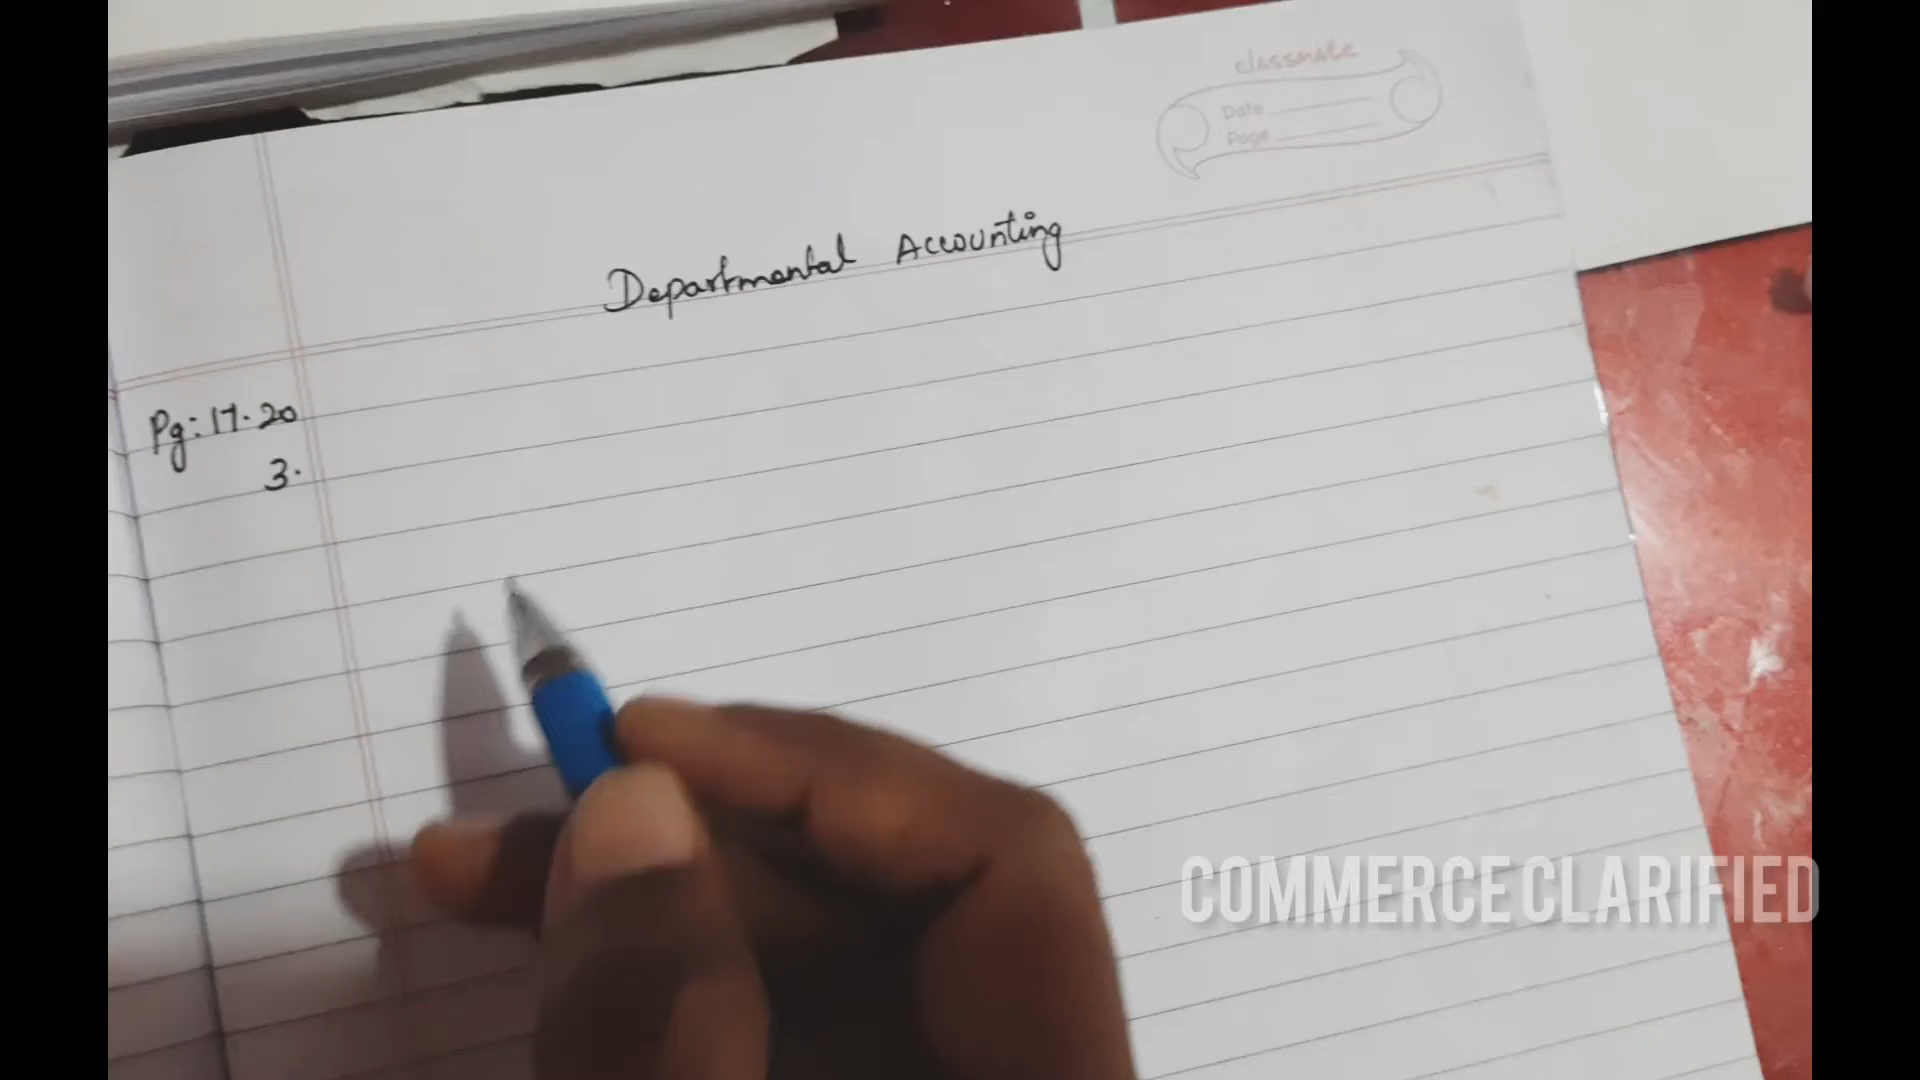 classmate
Date
Page
Departmental Accounting
Pg: 17.20
3.
COMMERCE CLARIFIED